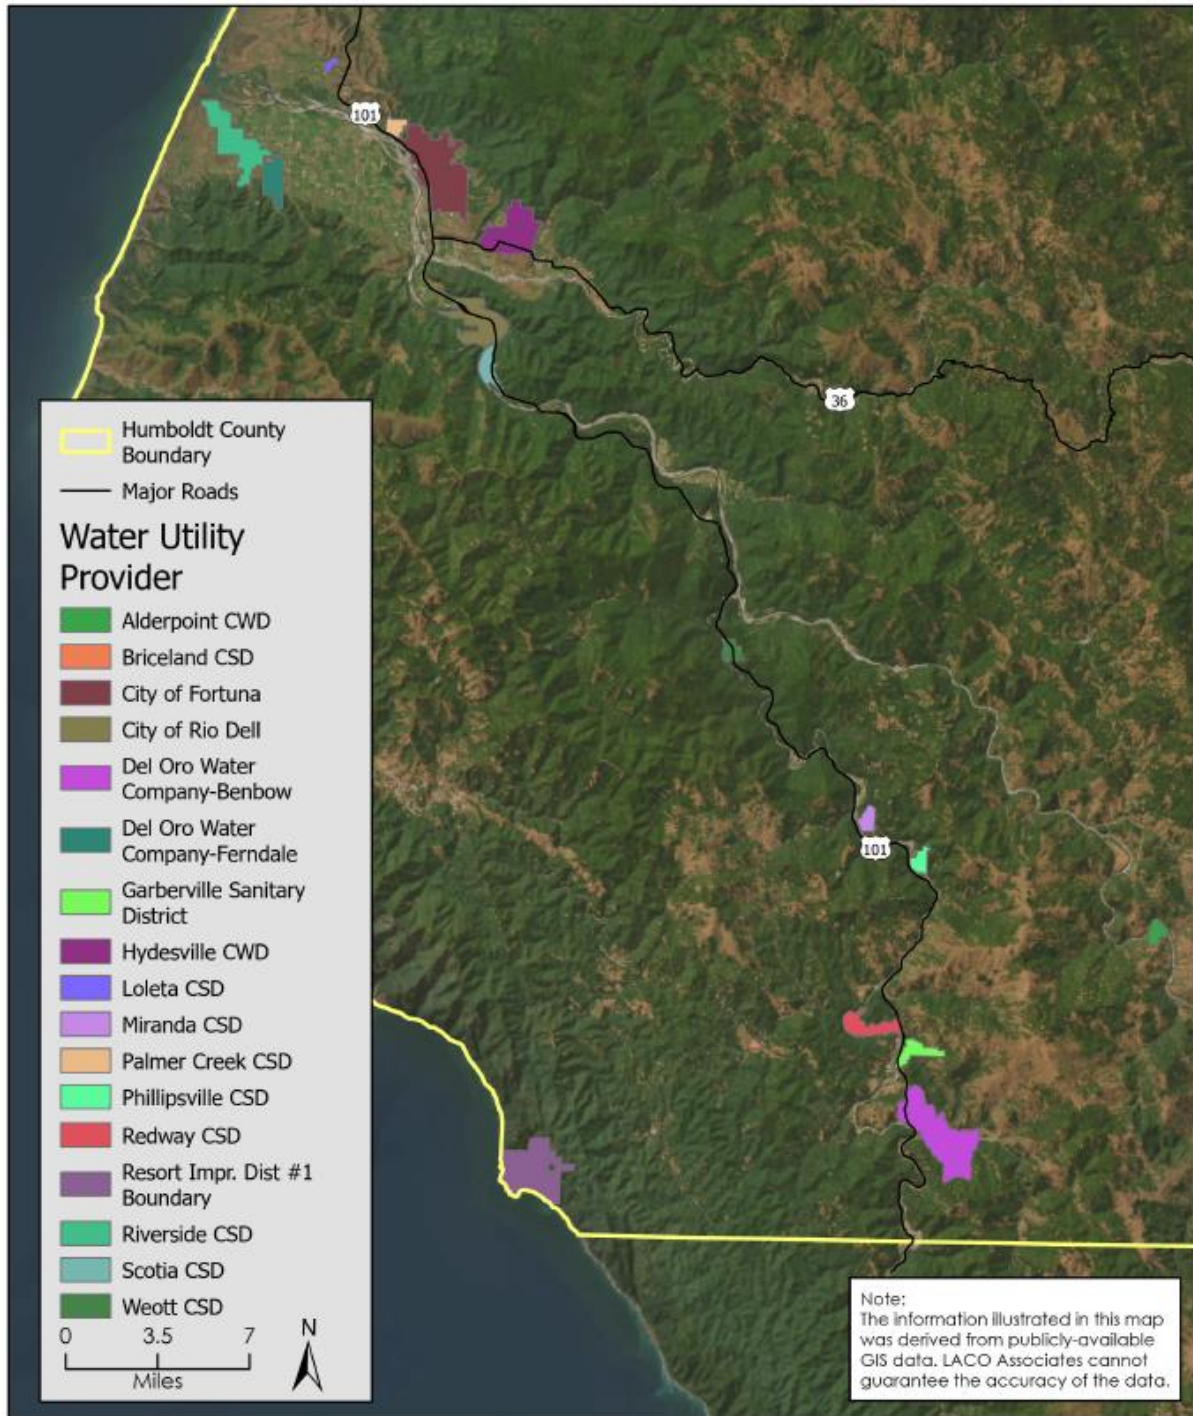 101
36
101
Humboldt County
Boundary
Major Roads
Water Utility
Provider
Alderpoint CWD
Briceland CSD
City of Fortuna
City of Rio Dell
Del Oro Water
Company-Benbow
Del Oro Water
Company-Ferndale
Garberville Sanitary
District
Hydesville CWD
Loleta CSD
Miranda CSD
Palmer Creek CSD
Phillipsville CSD
Redway CSD
Resort Impr. Dist #1
Boundary
Riverside CSD
Scotia CSD
Weott CSD
0 3.5 7
Miles
N
Note:
The information illustrated in this map
was derived from publicly-available
GIS data. LACO Associates cannot
guarantee the accuracy of the data.